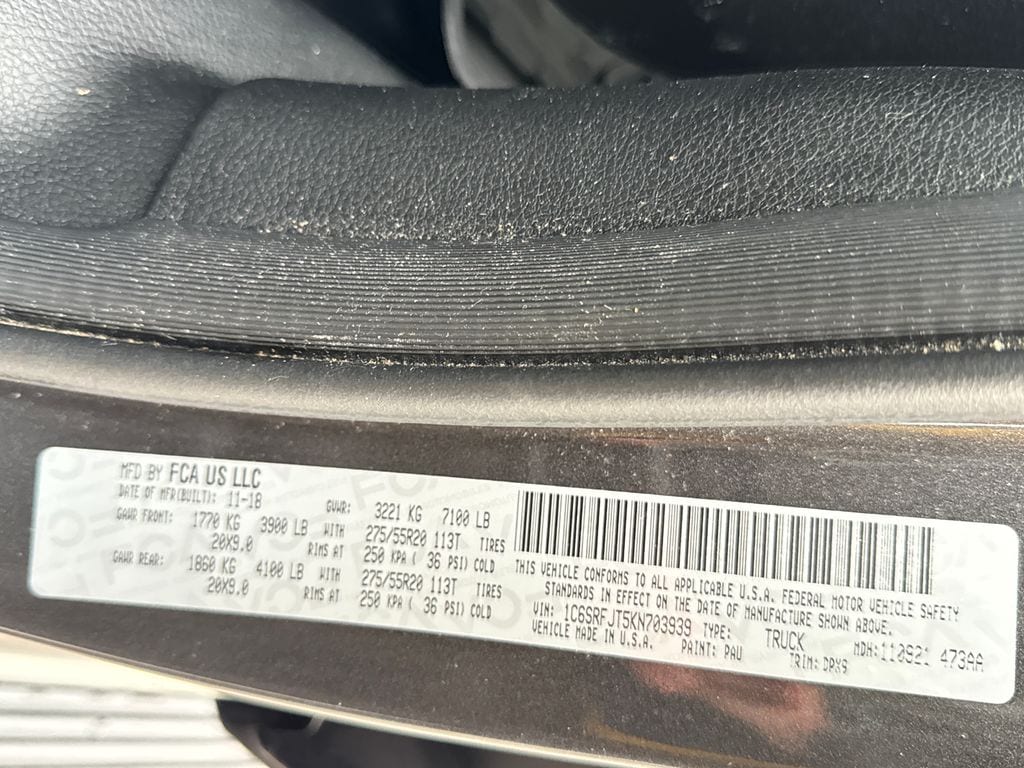 MFD BY FCA US LLC
DATE OF MFR(BUILT): 11-18 GVWR: 3221 KG 7100 LB
GAWR FRONT: 1770 KG 3900 LB WITH 275/55R20 113T TIRES
20X9.0 RIMS AT 250 KPA ( 36 PSI) COLD
GAWR REAR: 1860 KG 4100 LB WITH 275/55R20 113T TIRES
20X9.0 RIMS AT 250 KPA ( 36 PSI) COLD
THIS VEHICLE CONFORMS TO ALL APPLICABLE U.S.A. FEDERAL MOTOR VEHICLE SAFETY
STANDARDS IN EFFECT ON THE DATE OF MANUFACTURE SHOWN ABOVE.
VIN: 1C6SRFJT5KN703939 TYPE: TRUCK MDH:110921 473AA
VEHICLE MADE IN U.S.A. PAINT: PAU TRIM: DPX9